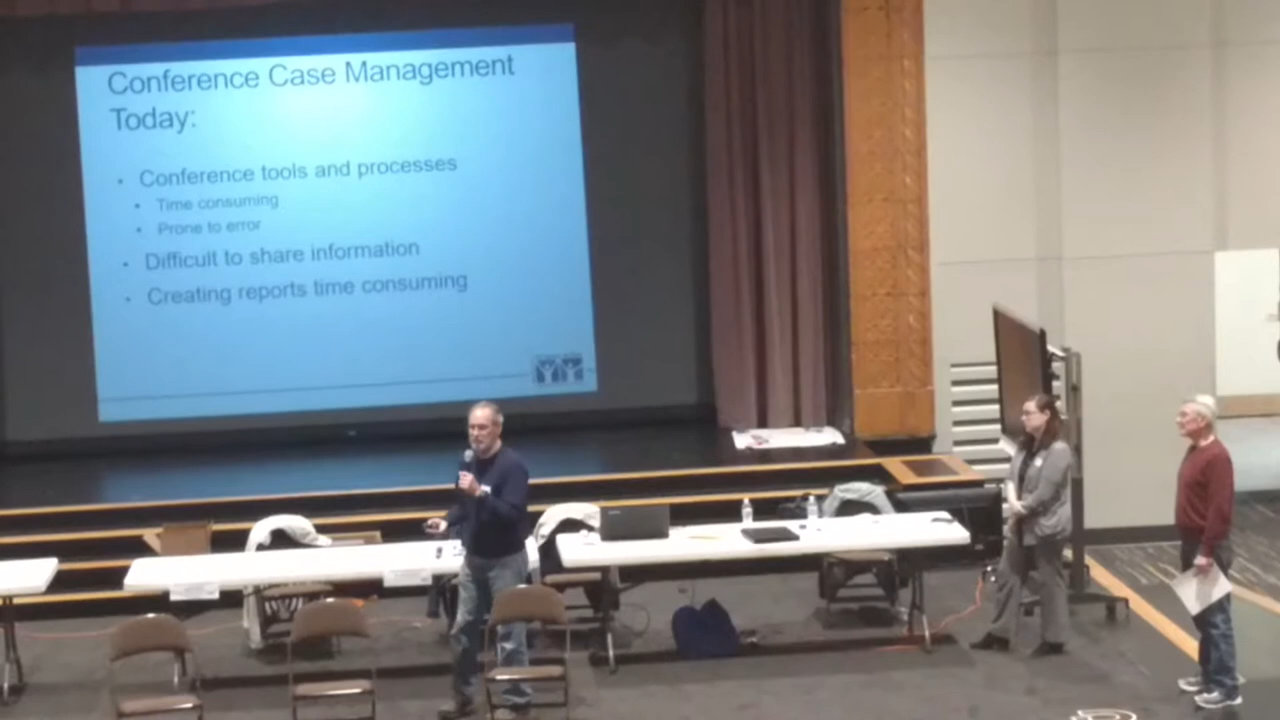 Conference Case Management
Today:
• Conference tools and processes
• Time consuming
• Prone to error
• Difficult to share information
• Creating reports time consuming